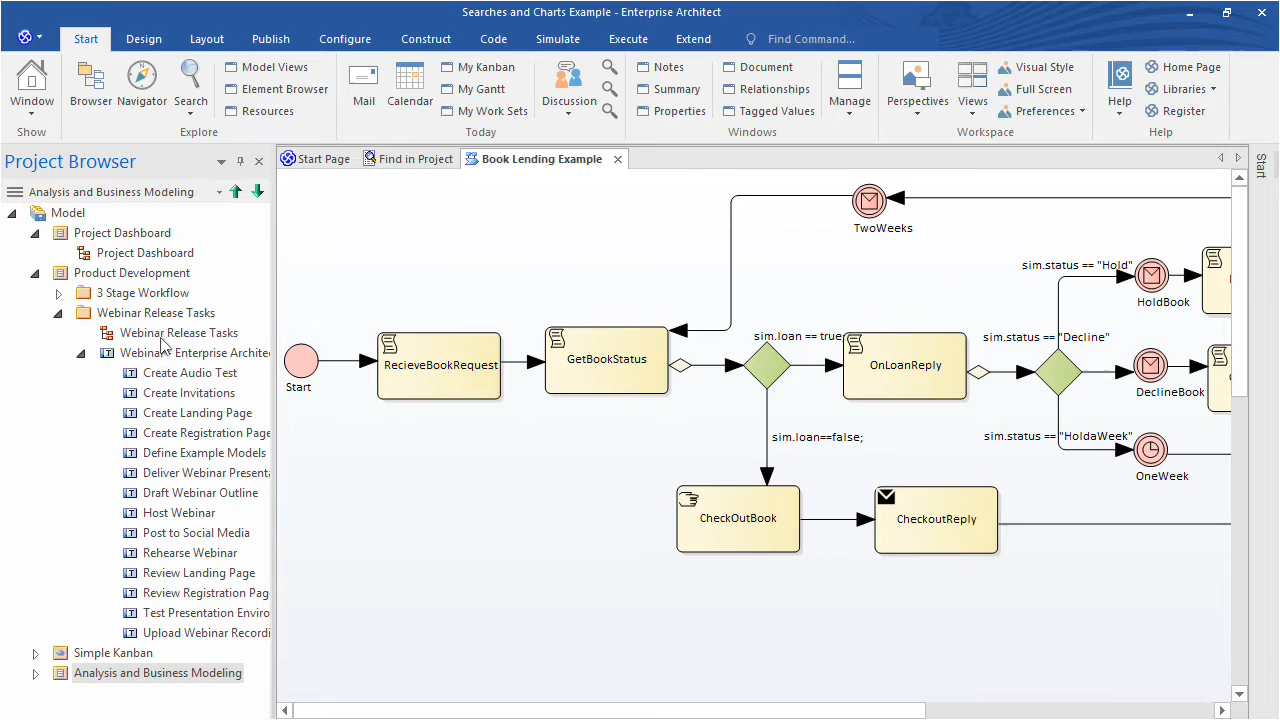 Searches and Charts Example - Enterprise Architect
Start Design Layout Publish Configure Construct Code Simulate Execute Extend Find Command...
Window Browser Navigator Search Model Views Mail Calendar My Kanban Discussion Notes Document Manage Perspectives Views Visual Style Help Home Page
Element Browser My Gantt Summary Relationships Full Screen Libraries
Resources My Work Sets Properties Tagged Values Preferences Register
Show Explore Today Windows Workspace Help
Project Browser
Start Page Find in Project Book Lending Example
Start
Analysis and Business Modeling
Model
Project Dashboard
Project Dashboard
Product Development
3 Stage Workflow
Webinar Release Tasks
Webinar Release Tasks
Webinar Enterprise Archite
Create Audio Test
Create Invitations
Create Landing Page
Create Registration Page
Define Example Models
Deliver Webinar Presenta
Draft Webinar Outline
Host Webinar
Post to Social Media
Rehearse Webinar
Review Landing Page
Review Registration Pag
Test Presentation Enviro
Upload Webinar Recordi
Simple Kanban
Analysis and Business Modeling
TwoWeeks
sim.status == "Hold"
HoldBook
sim.loan == true;
sim.status == "Decline"
Start
RecieveBookRequest
GetBookStatus
OnLoanReply
DeclineBook
sim.loan==false;
sim.status == "HoldaWeek"
OneWeek
CheckOutBook
CheckoutReply